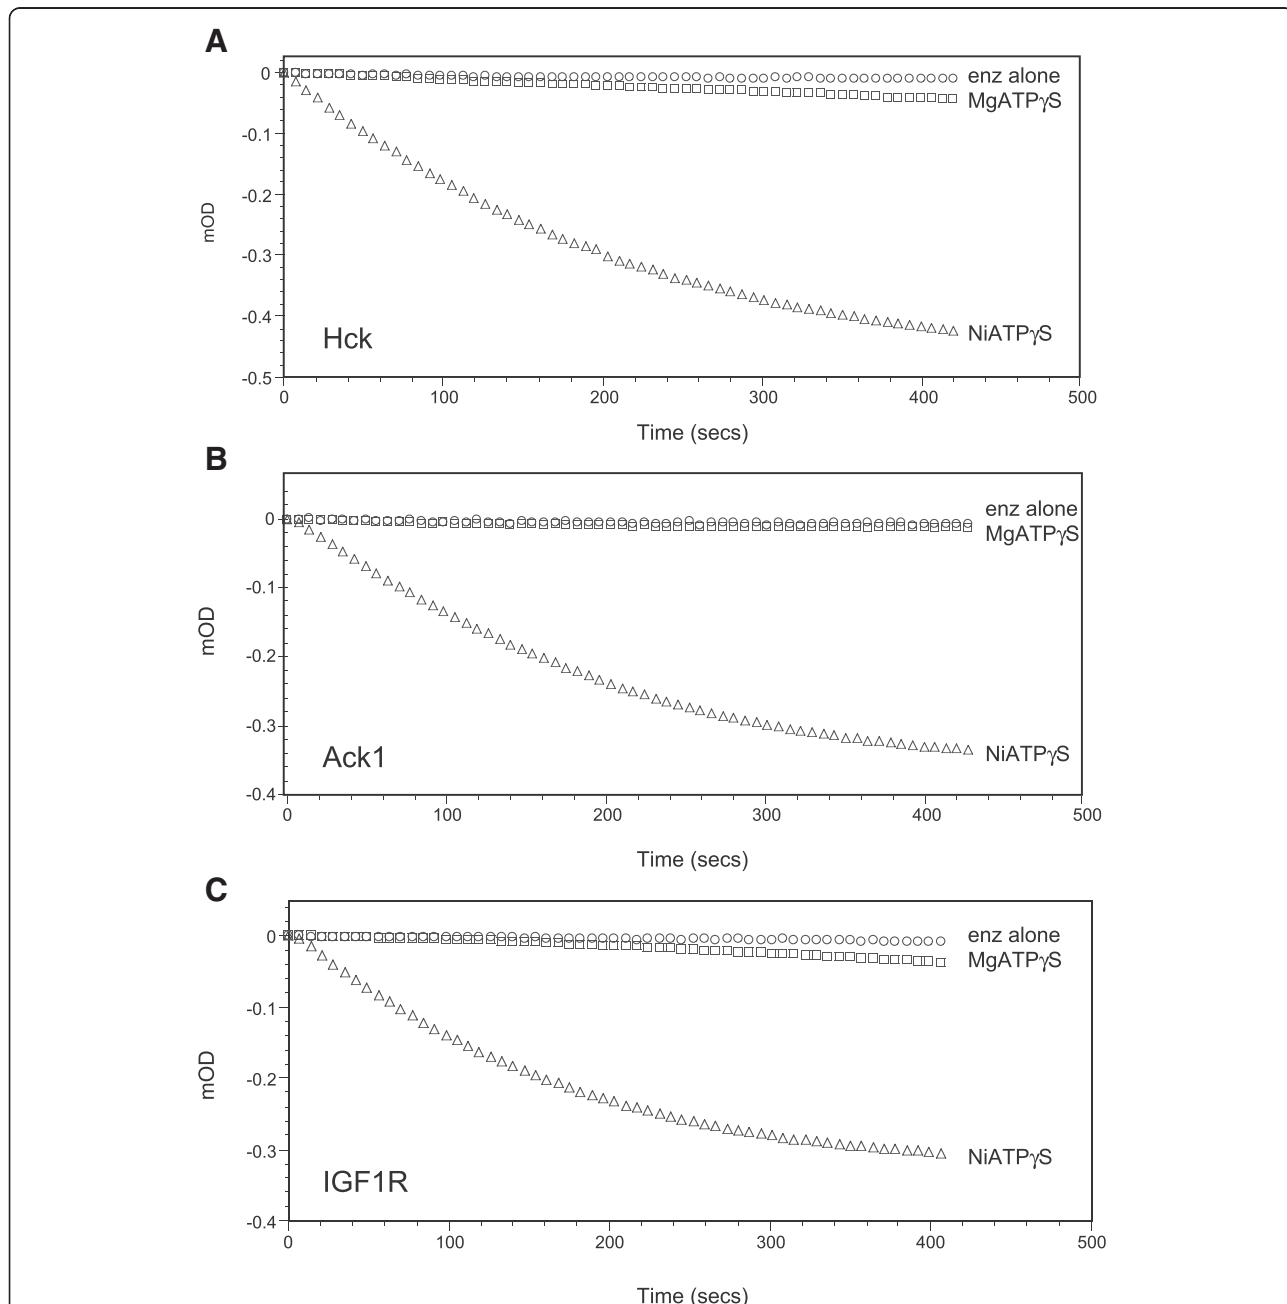 A
0
-0.1
-0.2
-0.3
-0.4
-0.5
mOD
enz alone
MgATPγS
NiATPγS
Hck
0 100 200 300 400 500
Time (secs)
B
0
-0.1
-0.2
-0.3
-0.4
mOD
enz alone
MgATPγS
NiATPγS
Ack1
0 100 200 300 400 500
Time (secs)
C
0
-0.1
-0.2
-0.3
-0.4
mOD
enz alone
MgATPγS
NiATPγS
IGF1R
0 100 200 300 400 500
Time (secs)